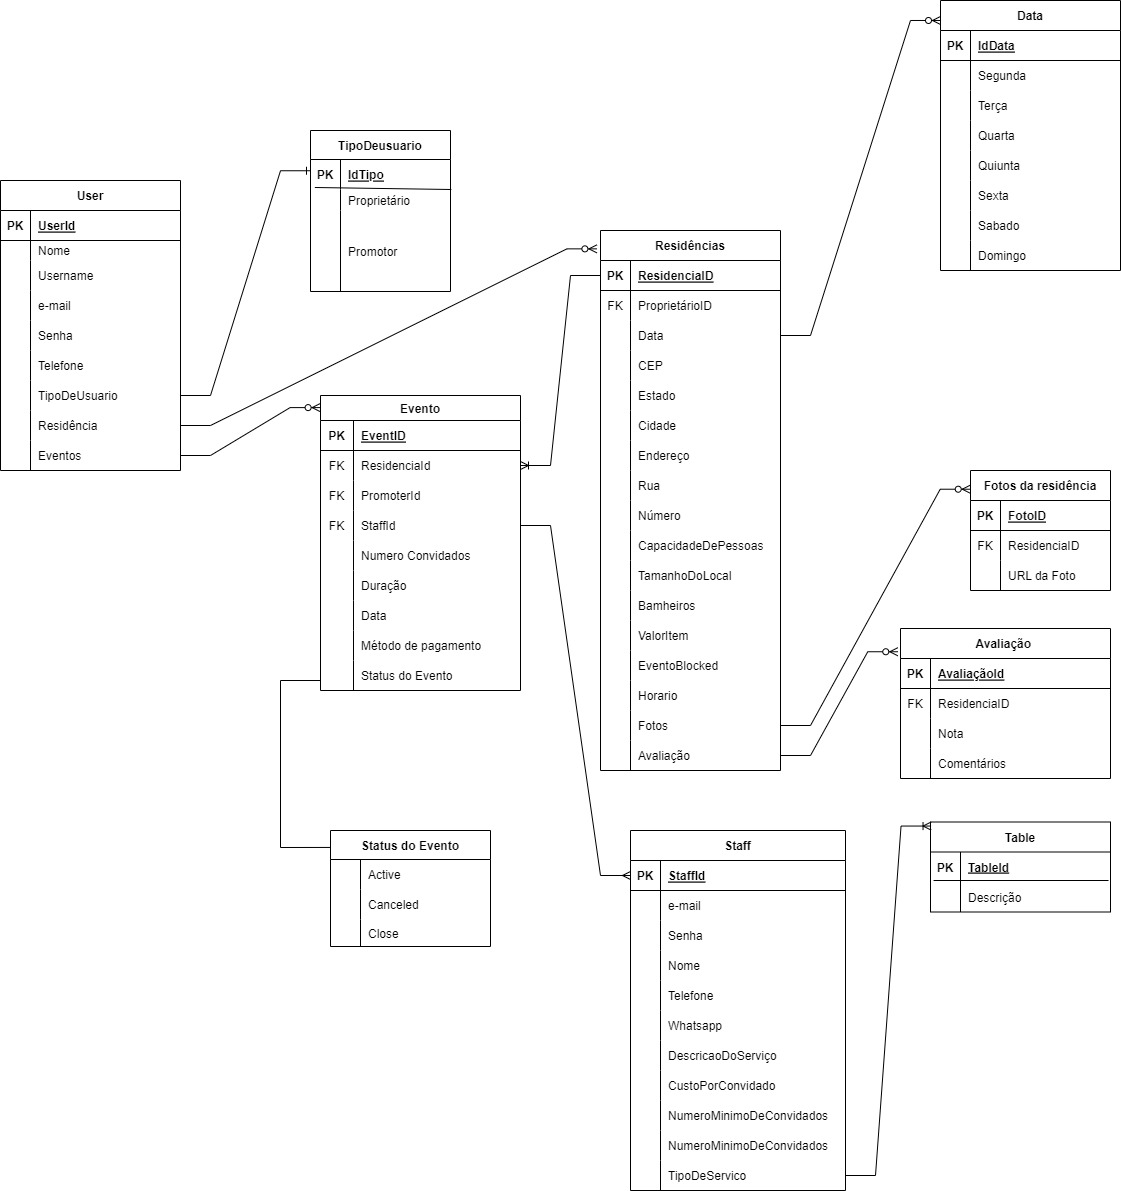 Data
PK IdData
Segunda
Terça
Quarta
Quiunta
Sexta
Sabado
Domingo
TipoDeusuario
PK IdTipo
Proprietário
Promotor
User
PK UserId
Nome
Username
e-mail
Senha
Telefone
TipoDeUsuario
Residência
Eventos
Residências
PK ResidenciaID
FK ProprietárioID
Data
CEP
Estado
Cidade
Endereço
Rua
Número
CapacidadeDePessoas
TamanhoDoLocal
Bamheiros
ValorItem
EventoBlocked
Horario
Fotos
Avaliação
Evento
PK EventID
FK ResidenciaId
FK PromoterId
FK StaffId
Numero Convidados
Duração
Data
Método de pagamento
Status do Evento
Fotos da residência
PK FotoID
FK ResidenciaID
URL da Foto
Avaliação
PK AvaliaçãoId
FK ResidenciaID
Nota
Comentários
Status do Evento
Active
Canceled
Close
Staff
PK StaffId
e-mail
Senha
Nome
Telefone
Whatsapp
DescricaoDoServiço
CustoPorConvidado
NumeroMinimoDeConvidados
NumeroMinimoDeConvidados
TipoDeServico
Table
PK TableId
Descrição